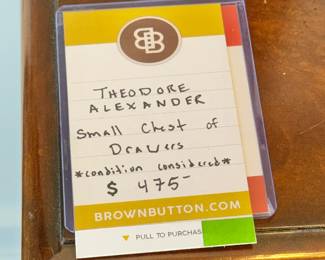 BB
THEODORE
ALEXANDER
Small Chest of
Drawers
*condition considered*
$ 475-
BROWNBUTTON.COM
PULL TO PURCHAS